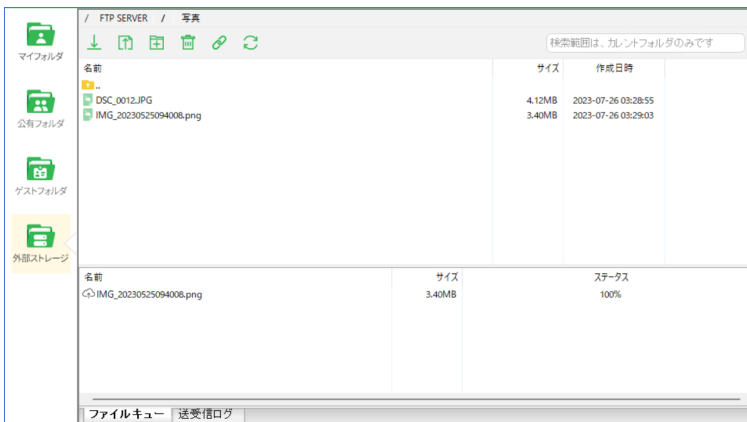 / FTP SERVER / 写真
マイフォルダ
公有フォルダ
ゲストフォルダ
外部ストレージ
検索範囲は、カレントフォルダのみです
名前 サイズ 作成日時
..
DSC_0012.JPG 4.12MB 2023-07-26 03:28:55
IMG_20230525094008.png 3.40MB 2023-07-26 03:29:03
名前 サイズ ステータス
IMG_20230525094008.png 3.40MB 100%
ファイルキュー 送受信ログ